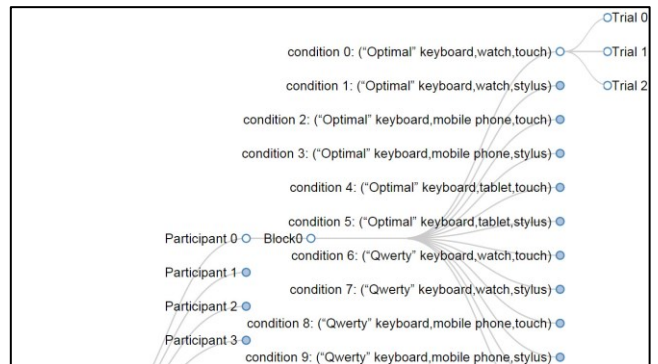 Trial 0
condition 0: (“Optimal” keyboard,watch,touch)
Trial 1
condition 1: (“Optimal” keyboard,watch,stylus)
Trial 2
condition 2: (“Optimal” keyboard,mobile phone,touch)
condition 3: (“Optimal” keyboard,mobile phone,stylus)
condition 4: (“Optimal” keyboard,tablet,touch)
condition 5: (“Optimal” keyboard,tablet,stylus)
Participant 0
Block0
condition 6: (“Qwerty” keyboard,watch,touch)
Participant 1
condition 7: (“Qwerty” keyboard,watch,stylus)
Participant 2
condition 8: (“Qwerty” keyboard,mobile phone,touch)
Participant 3
condition 9: (“Qwerty” keyboard,mobile phone,stylus)